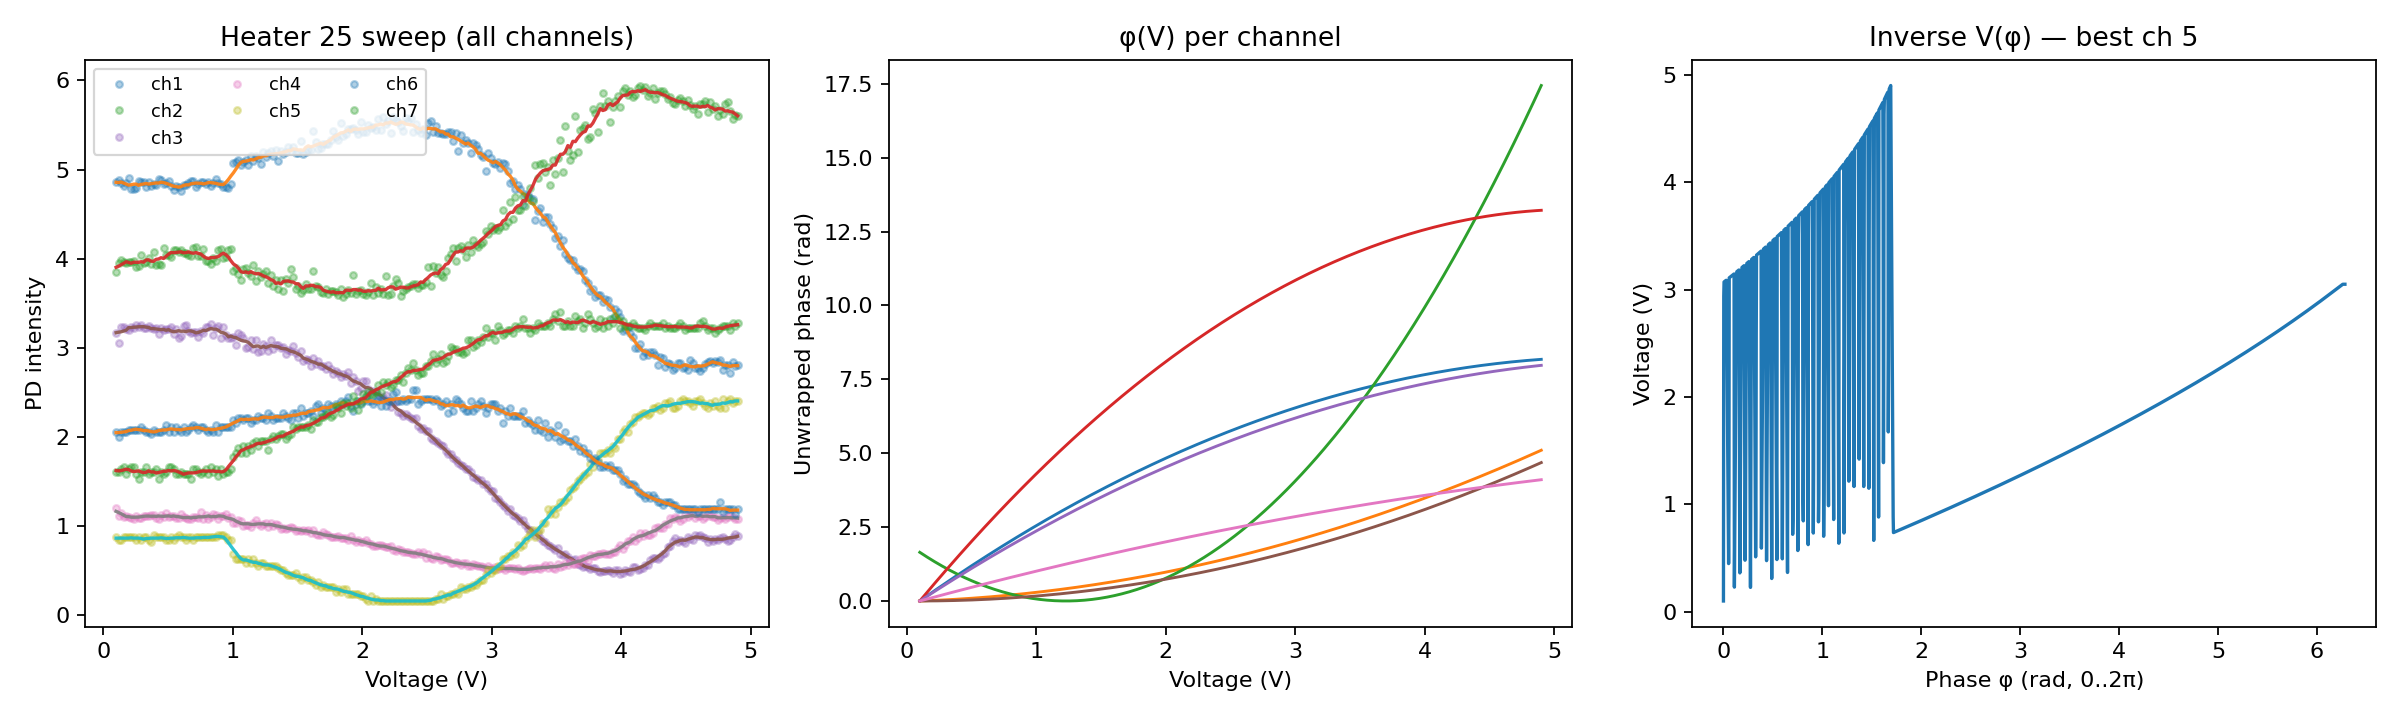 Heater 25 sweep (all channels)
ch1
ch2
ch3
ch4
ch5
ch6
ch7
6
5
4
3
2
1
0
PD intensity
0 1 2 3 4 5
Voltage (V)
φ(V) per channel
17.5
15.0
12.5
10.0
7.5
5.0
2.5
0.0
Unwrapped phase (rad)
0 1 2 3 4 5
Voltage (V)
Inverse V(φ) — best ch 5
5
4
3
2
1
0
Voltage (V)
0 1 2 3 4 5 6
Phase φ (rad, 0..2π)